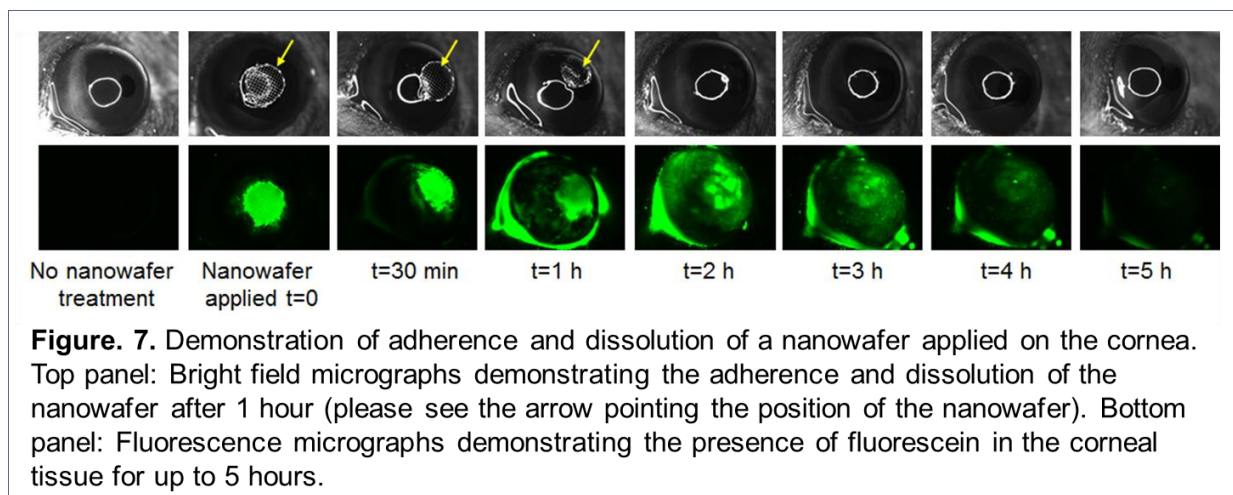 No nanowafer treatment
Nanowafer applied t=0
t=30 min
t=1 h
t=2 h
t=3 h
t=4 h
t=5 h
Figure. 7. Demonstration of adherence and dissolution of a nanowafer applied on the cornea.
Top panel: Bright field micrographs demonstrating the adherence and dissolution of the
nanowafer after 1 hour (please see the arrow pointing the position of the nanowafer). Bottom
panel: Fluorescence micrographs demonstrating the presence of fluorescein in the corneal
tissue for up to 5 hours.